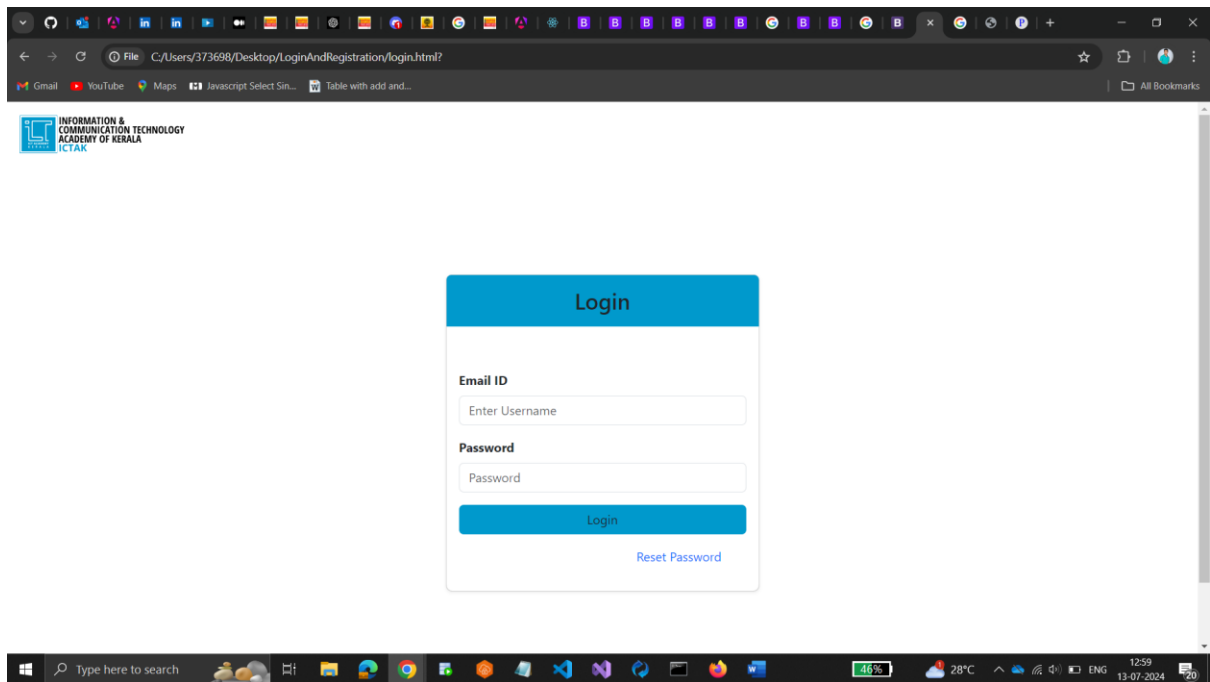 File C:/Users/373698/Desktop/LoginAndRegistration/login.html?
Gmail YouTube Maps Javascript Select Sin... Table with add and... All Bookmarks
INFORMATION &
COMMUNICATION TECHNOLOGY
ACADEMY OF KERALA
ICTAK
Login
Email ID
Enter Username
Password
Password
Login
Reset Password
Type here to search 46% 28°C ENG 12:59
13-07-2024 20